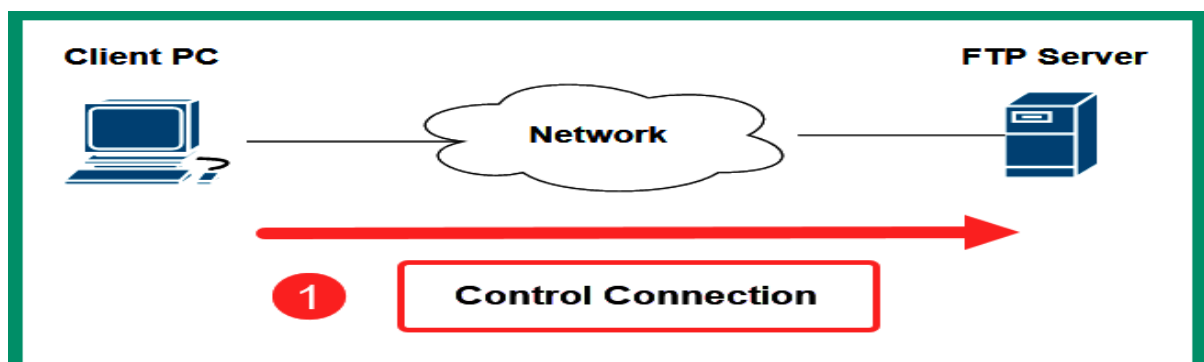 Client PC
FTP Server
Network
1
Control Connection